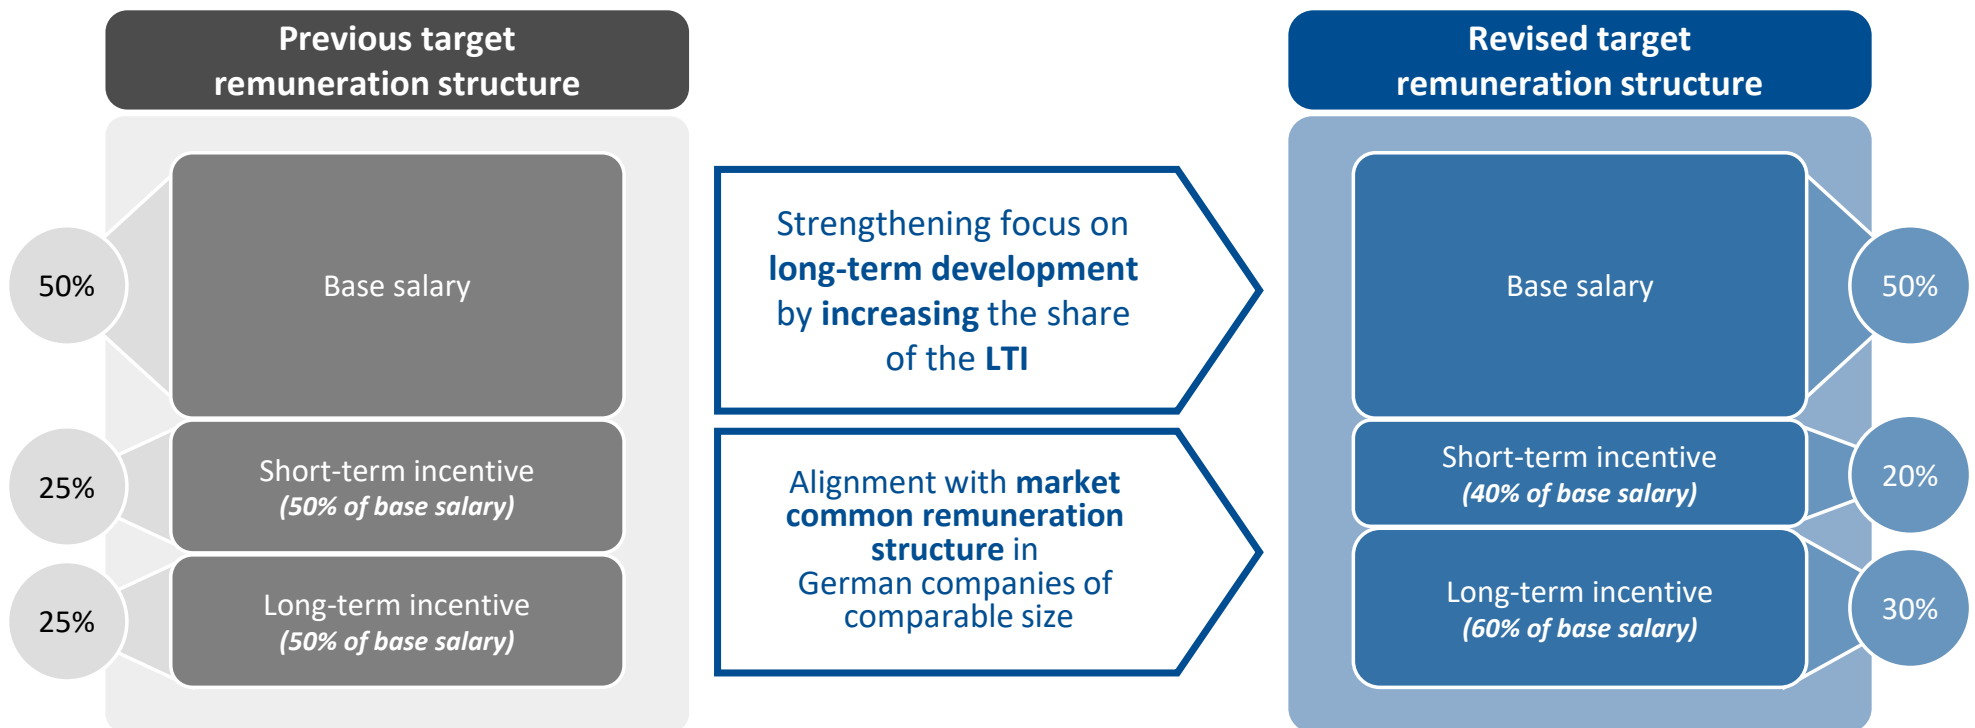 Previous target
remuneration structure
50%
Base salary
25%
Short-term incentive
(50% of base salary)
25%
Long-term incentive
(50% of base salary)
Strengthening focus on
long-term development
by increasing the share
of the LTI
Alignment with market
common remuneration
structure in
German companies of
comparable size
Revised target
remuneration structure
Base salary
50%
Short-term incentive
(40% of base salary)
20%
Long-term incentive
(60% of base salary)
30%